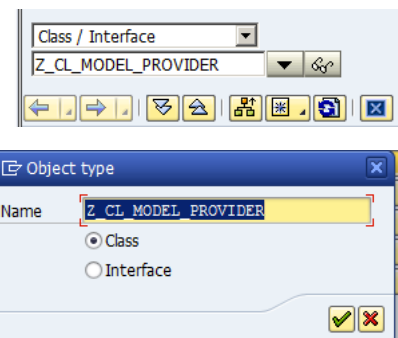 Class / Interface
Z_CL_MODEL_PROVIDER
Object type
Name Z_CL_MODEL_PROVIDER
Class
Interface